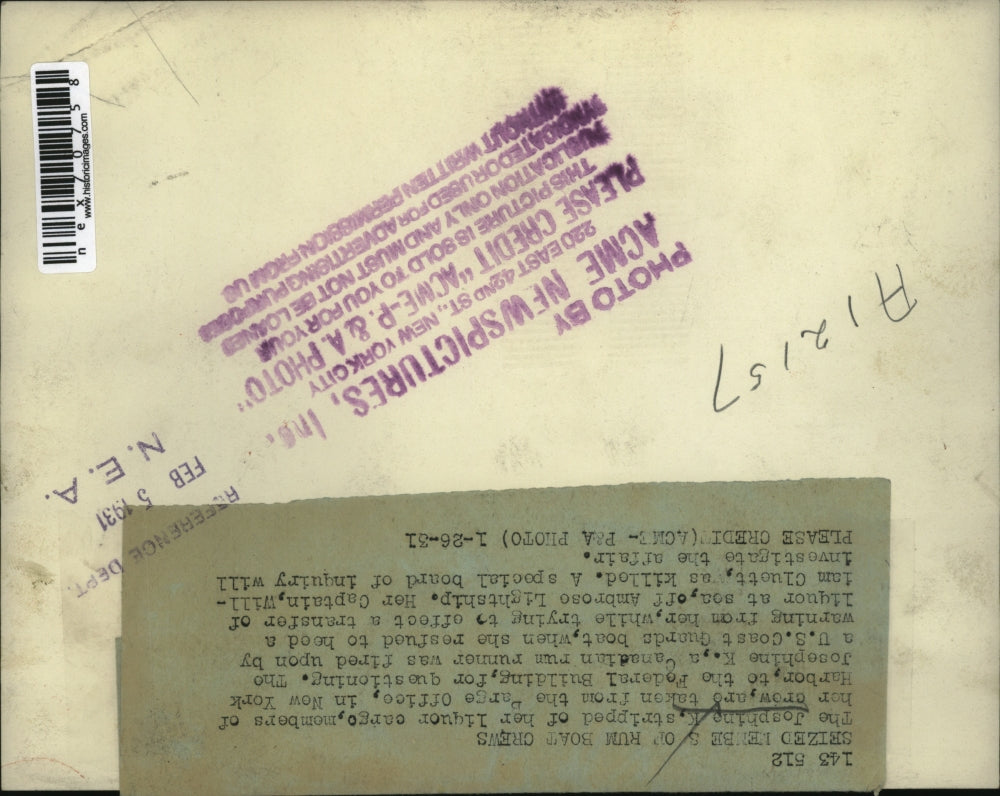 nex70758
www.historicimages.com
PHOTO BY
ACME NEWSPICTURES, Inc.
220 EAST 42ND ST., NEW YORK CITY
PLEASE CREDIT "ACME-P. & A. PHOTO"
THIS PICTURE IS SOLD TO YOU FOR YOUR
PUBLICATION ONLY AND MUST NOT BE LOANED
SYNDICATED OR USED FOR ADVERTISING PURPOSES
WITHOUT WRITTEN PERMISSION FROM US
A12157
REFERENCE DEPT.
FEB 5 1931
N. E. A.
143 512
SEIZED MEMBE S OF RUM BOAT CREWS
The Josephine K, stripped of her liquor cargo, members of
her crew, are taken from the Barge Office, in New York
Harbor, to the Federal Building, for questioning. The
Josephine K., a Canadian rum runner was fired upon by
a U.S. Coast Guards boat, when she resfued to heed a
warning from her, while trying to effect a transfer of
liquor at sea, off Ambrose Lightship. Her Captain, Will-
iam Cluett, was killed. A special board of inquiry will
investigate the affair.
PLEASE CREDIT (ACME- P&A PHOTO) 1-26-31